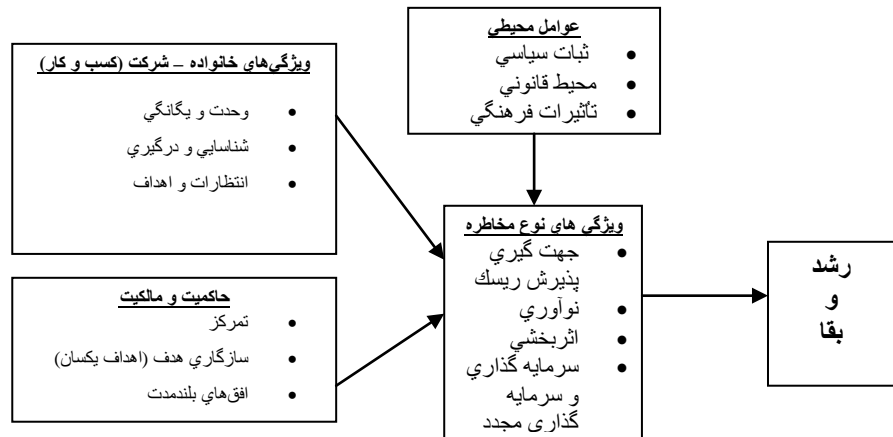 عوامل محيطي
• ثبات سياسي
• محيط قانوني
• تأثيرات فرهنگي
ويژگي‌هاي خانواده – شركت (كسب و كار)
• وحدت و يگانگي
• شناسايي و درگيري
• انتظارات و اهداف
حاكميت و مالكيت
• تمركز
• سازگاري هدف (اهداف يكسان)
• افق‌هاي بلندمدت
ويژگي هاي نوع مخاطره
• جهت گيري
پذيرش ريسك
• نوآوري
• اثربخشي
• سرمايه گذاري
و سرمايه
گذاري مجدد
رشد
و
بقا